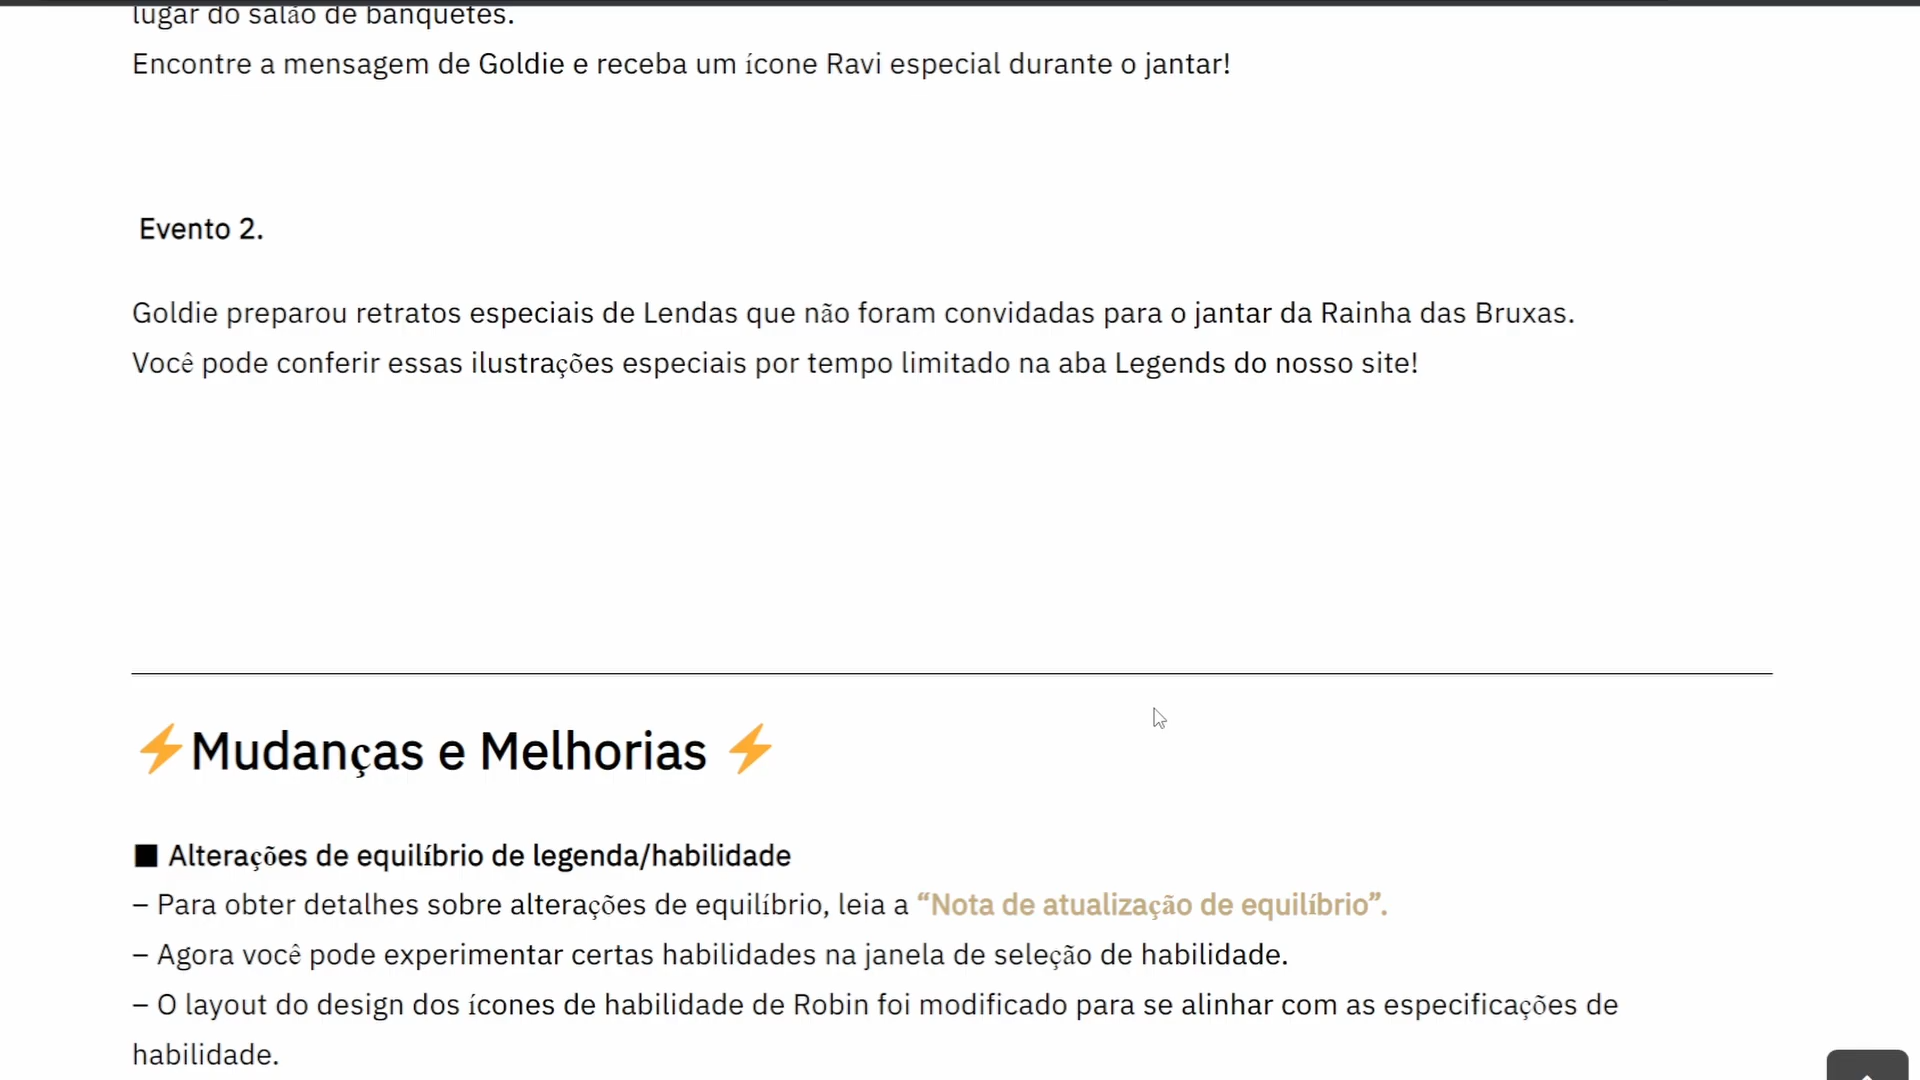 lugar do salão de banquetes.
Encontre a mensagem de Goldie e receba um ícone Ravi especial durante o jantar!
Evento 2.
Goldie preparou retratos especiais de Lendas que não foram convidadas para o jantar da Rainha das Bruxas.
Você pode conferir essas ilustrações especiais por tempo limitado na aba Legends do nosso site!
⚡Mudanças e Melhorias ⚡
■ Alterações de equilíbrio de legenda/habilidade
– Para obter detalhes sobre alterações de equilíbrio, leia a “Nota de atualização de equilíbrio”.
– Agora você pode experimentar certas habilidades na janela de seleção de habilidade.
– O layout do design dos ícones de habilidade de Robin foi modificado para se alinhar com as especificações de
habilidade.